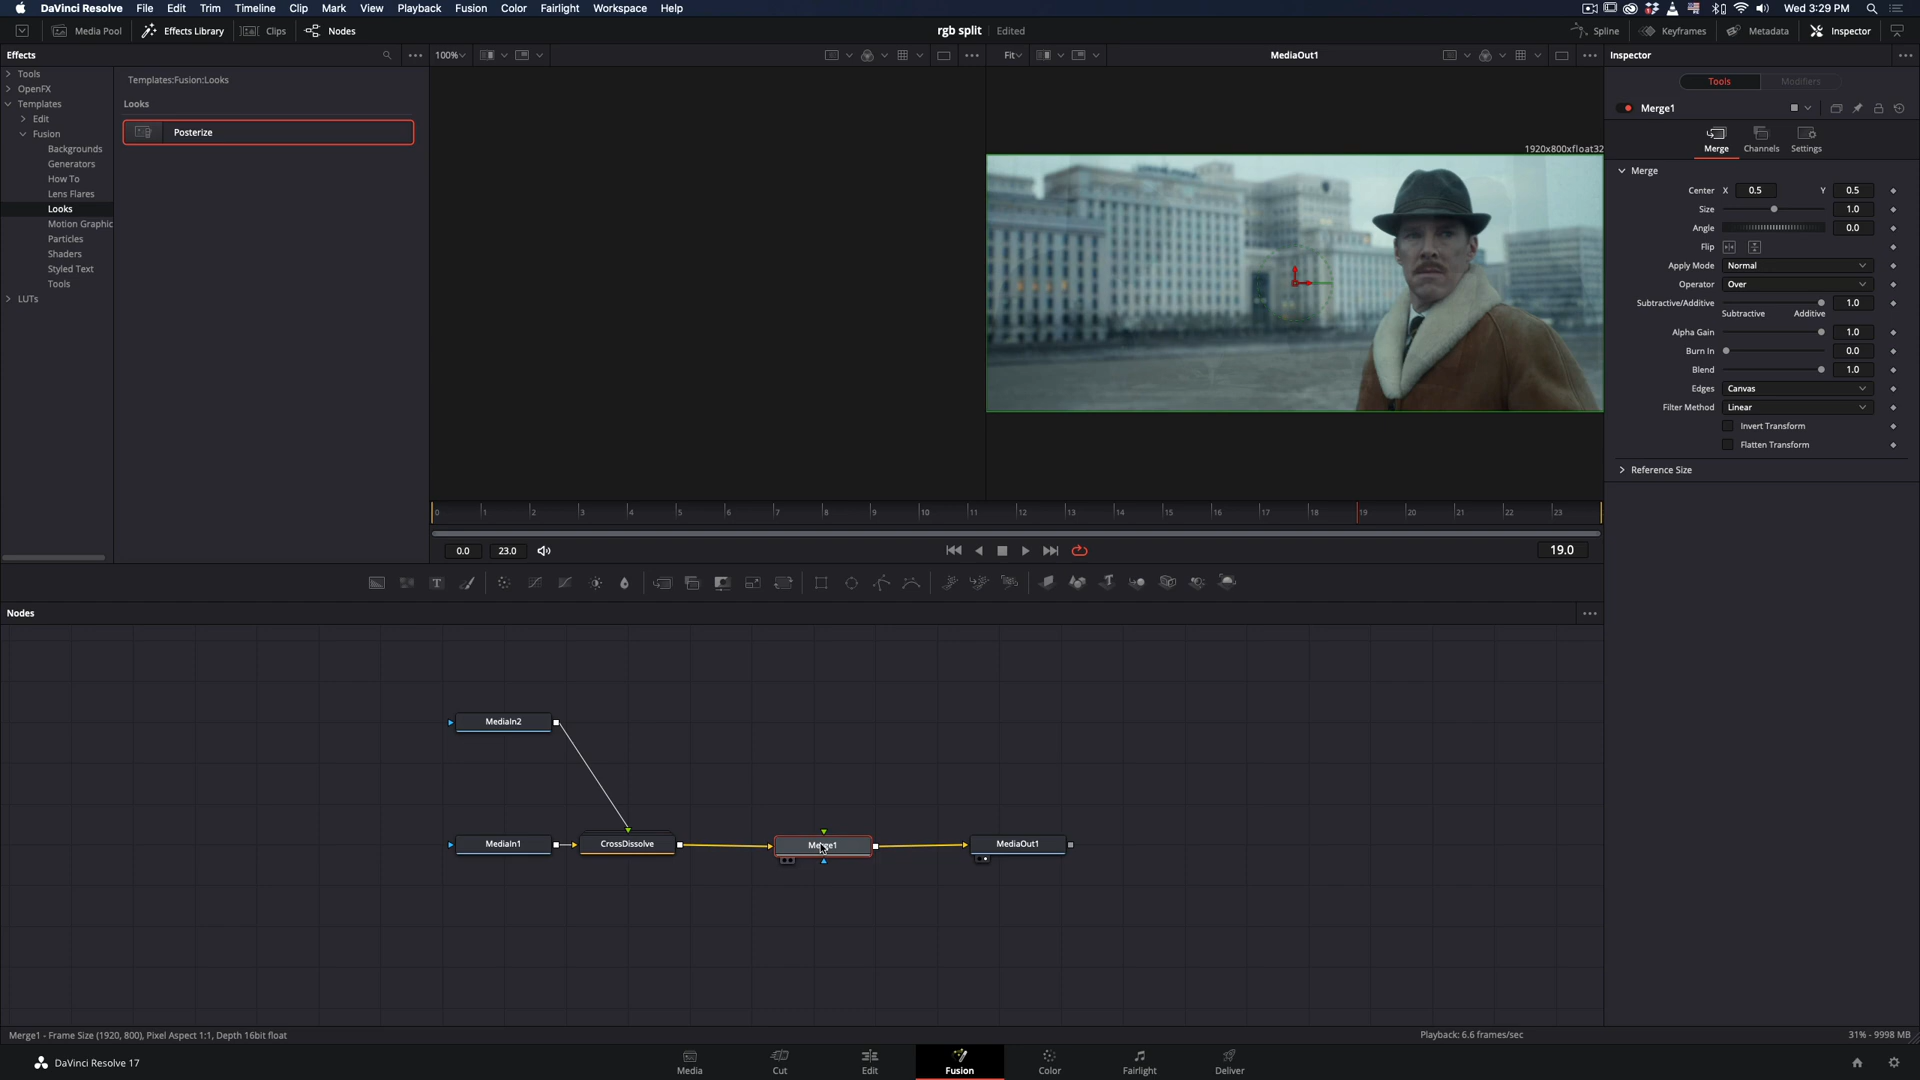 DaVinci Resolve File Edit Trim Timeline Clip Mark View Playback Fusion Color Fairlight Workspace Help Wed 3:29 PM
Media Pool Effects Library Clips Nodes rgb split Edited Spline Keyframes Metadata Inspector
Effects 100% Fit MediaOut1 Inspector
Tools
OpenFX
Templates
Edit
Fusion
Backgrounds
Generators
How To
Lens Flares
Looks
Motion Graphic
Particles
Shaders
Styled Text
Tools
LUTs
Templates:Fusion:Looks
Looks
Posterize
1920x800xfloat32
Tools Modifiers
Merge1
Merge Channels Settings
Merge
Center X 0.5 Y 0.5
Size 1.0
Angle 0.0
Flip
Apply Mode Normal
Operator Over
Subtractive/Additive 1.0
Subtractive Additive
Alpha Gain 1.0
Burn In 0.0
Blend 1.0
Edges Canvas
Filter Method Linear
Invert Transform
Flatten Transform
Reference Size
0 1 2 3 4 5 6 7 8 9 10 11 12 13 14 15 16 17 18 19 20 21 22 23
0.0 23.0 19.0
Nodes
MediaIn2
MediaIn1 CrossDissolve Merge1 MediaOut1
Merge1 - Frame Size (1920, 800), Pixel Aspect 1:1, Depth 16bit float Playback: 6.6 frames/sec 31% - 9998 MB
DaVinci Resolve 17 Media Cut Edit Fusion Color Fairlight Deliver